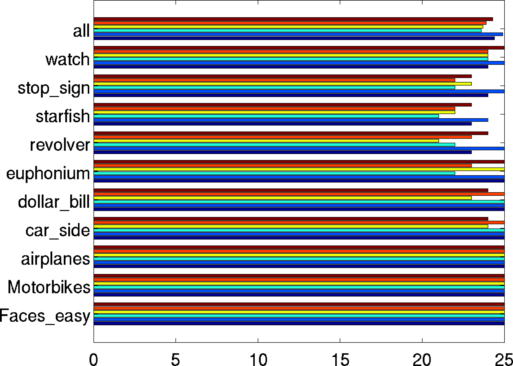 all
watch
stop_sign
starfish
revolver
euphonium
dollar_bill
car_side
airplanes
Motorbikes
Faces_easy
0 5 10 15 20 25